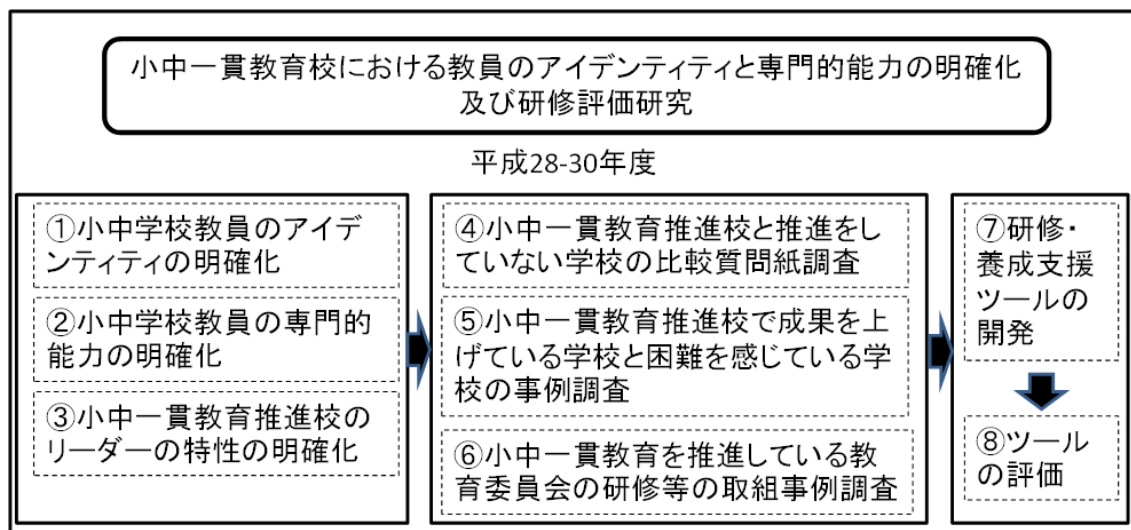 小中一貫教育校における教員のアイデンティティと専門的能力の明確化
及び研修評価研究
平成28-30年度
①小中学校教員のアイデ
ンティティの明確化
②小中学校教員の専門的
能力の明確化
③小中一貫教育推進校の
リーダーの特性の明確化
④小中一貫教育推進校と推進をし
ていない学校の比較質問紙調査
⑤小中一貫教育推進校で成果を上
げている学校と困難を感じている学
校の事例調査
⑥小中一貫教育を推進している教
育委員会の研修等の取組事例調査
⑦研修・
養成支援
ツールの
開発
⑧ツール
の評価